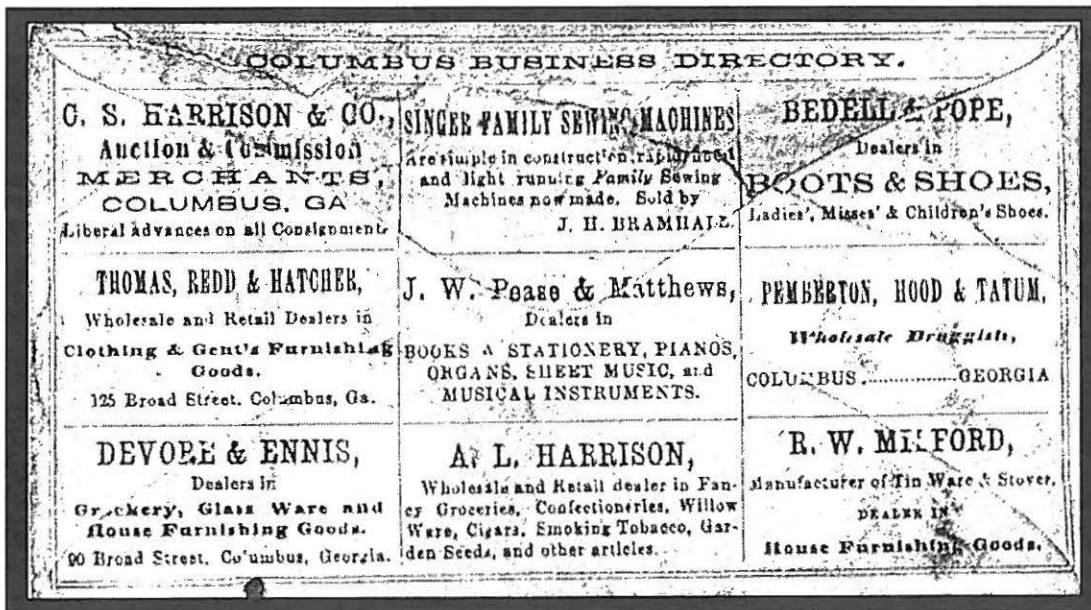 COLUMBUS BUSINESS DIRECTORY.
C. S. HARRISON & CO.,
Auction & Commission
MERCHANTS,
COLUMBUS, GA
Liberal Advances on all Consignments
SINGER FAMILY SEWING MACHINES
Are simple in construction,
and light running Family Sewing
Machines now made. Sold by
J. H. BRAMHALL.
BEDELL & POPE,
Dealers in
BOOTS & SHOES,
Ladies', Misses' & Children's Shoes.
THOMAS, REDD & HATCHER,
Wholesale and Retail Dealers in
Clothing & Gent's Furnishing
Goods.
125 Broad Street, Columbus, Ga.
J. W. Pease & Matthews,
Dealers in
BOOKS & STATIONERY, PIANOS,
ORGANS, SHEET MUSIC, and
MUSICAL INSTRUMENTS.
PEMBERTON, HOOD & TATUM,
Wholesale Druggists,
COLUMBUS..................GEORGIA
DEVORE & ENNIS,
Dealers in
Crockery, Glass Ware and
House Furnishing Goods.
90 Broad Street, Columbus, Georgia.
A. L. HARRISON,
Wholesale and Retail dealer in Fan-
cy Groceries, Confectioneries, Willow
Ware, Cigars, Smoking Tobacco, Gar-
den Seeds, and other articles.
R. W. MILFORD,
Manufacturer of Tin Ware & Stoves,
DEALER IN
House Furnishing Goods.